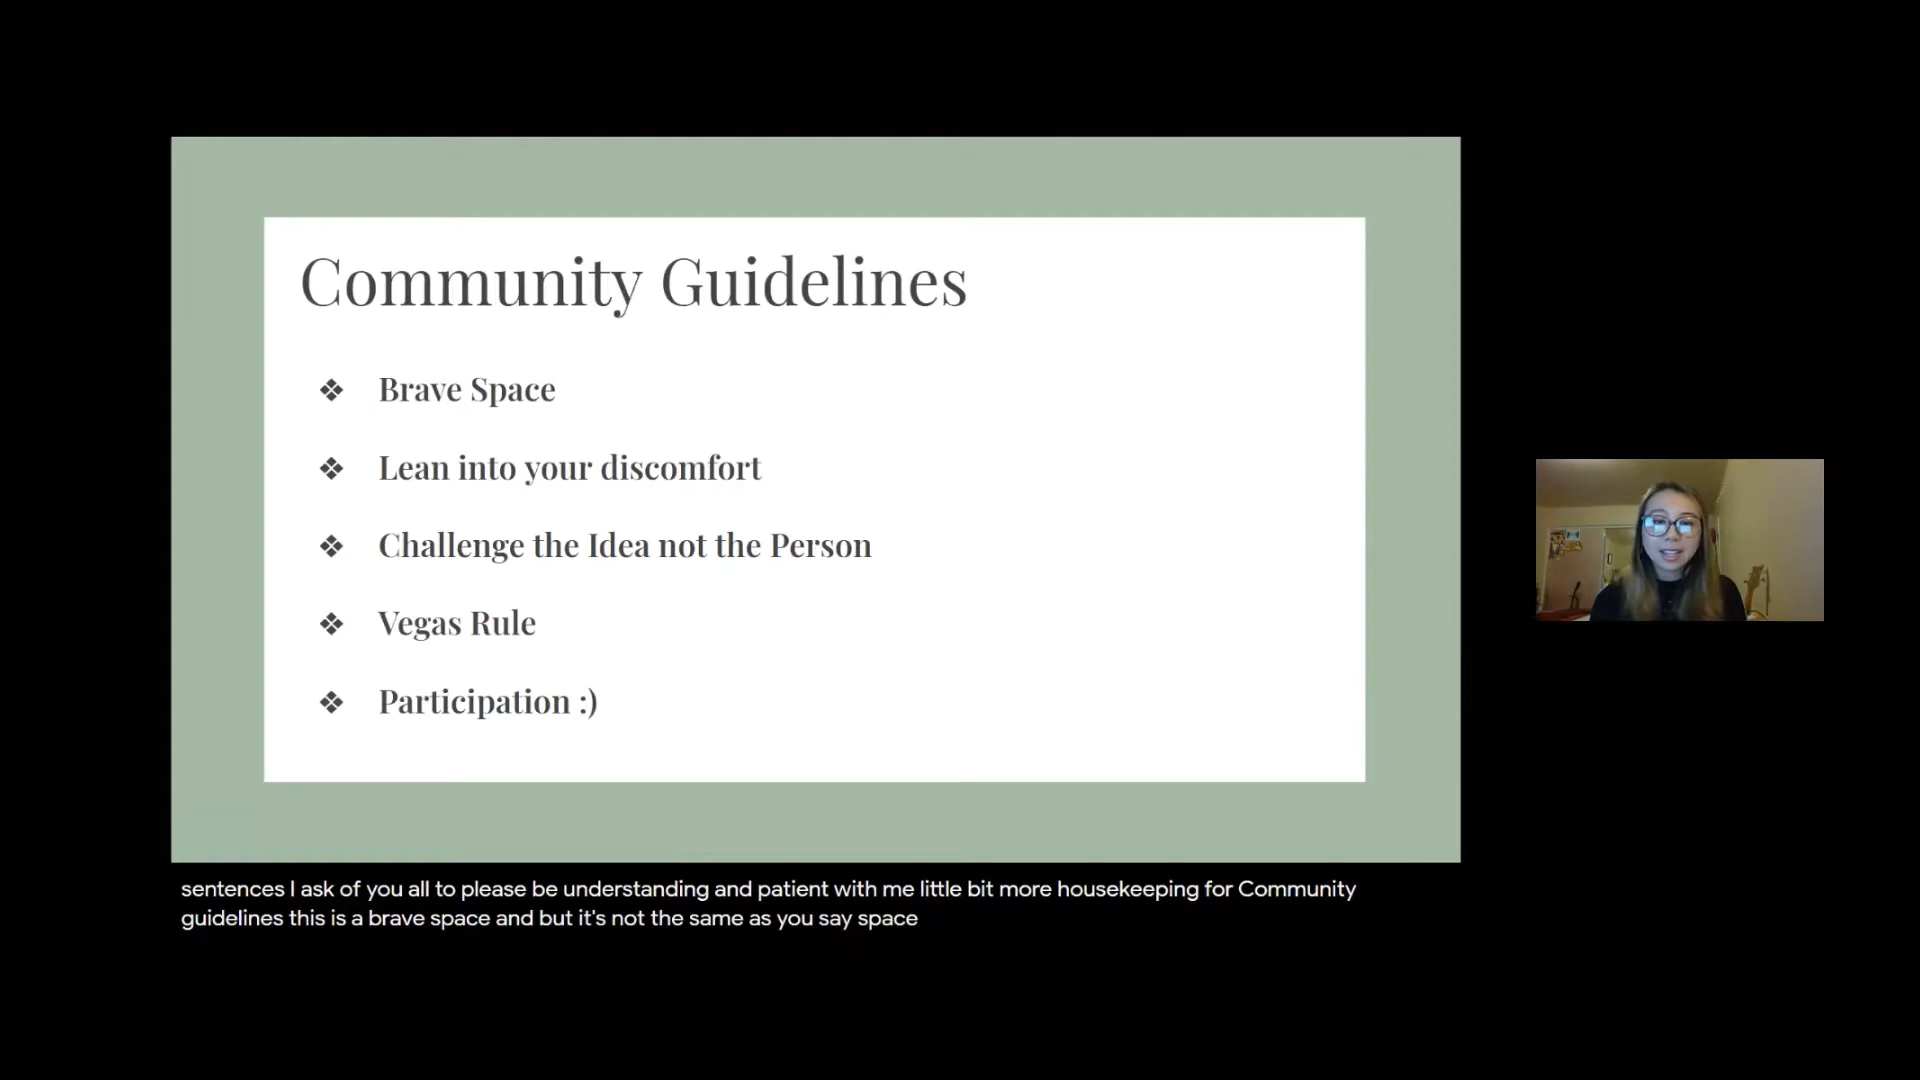 Community Guidelines
❖ Brave Space
❖ Lean into your discomfort
❖ Challenge the Idea not the Person
❖ Vegas Rule
❖ Participation :)
sentences I ask of you all to please be understanding and patient with me little bit more housekeeping for Community
guidelines this is a brave space and but it's not the same as you say space